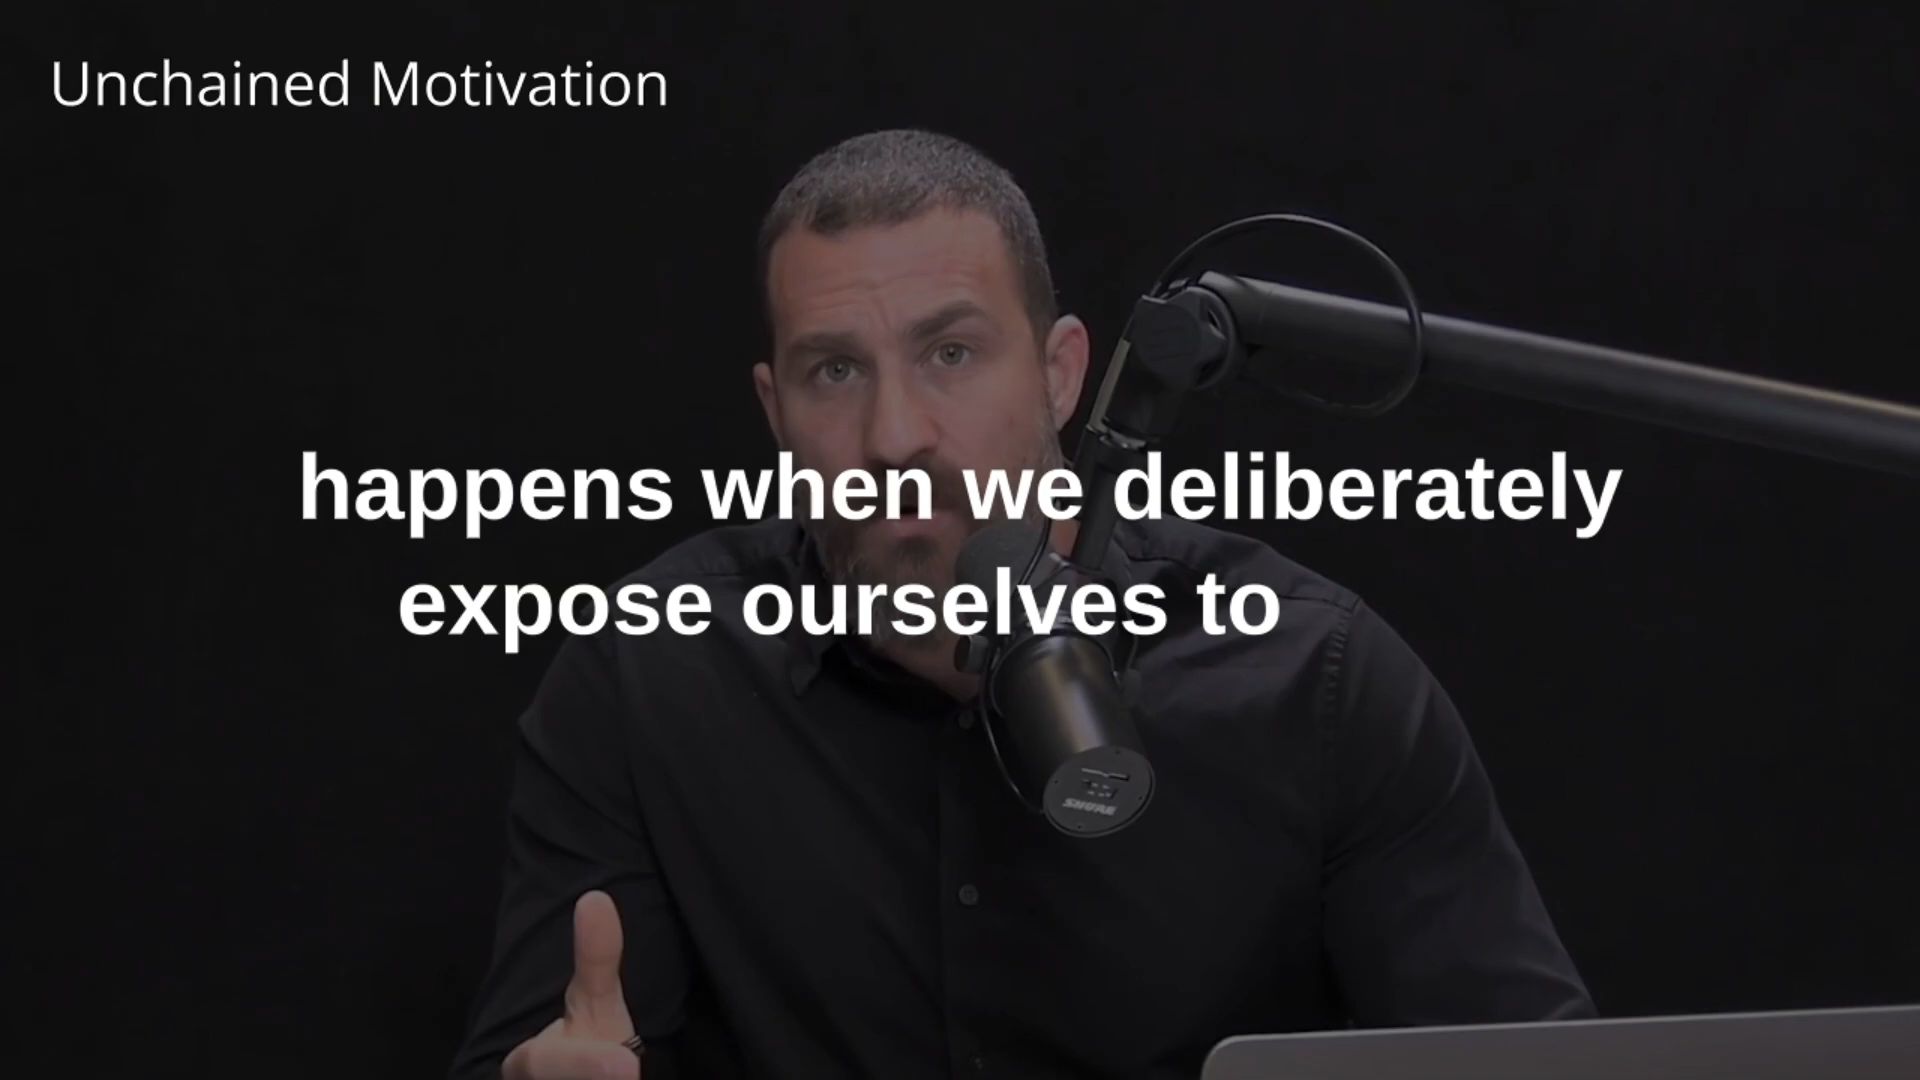 Unchained Motivation
happens when we deliberately
expose ourselves to
SHURE